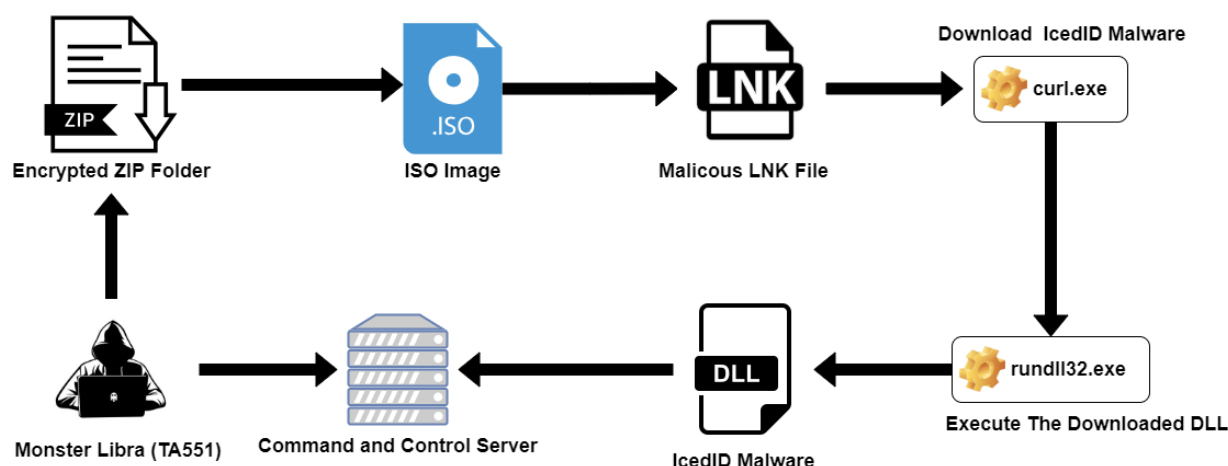 Download IcedID Malware
ZIP
.ISO
LNK
curl.exe
Encrypted ZIP Folder
ISO Image
Malicous LNK File
DLL
rundll32.exe
Monster Libra (TA551)
Command and Control Server
IcedID Malware
Execute The Downloaded DLL